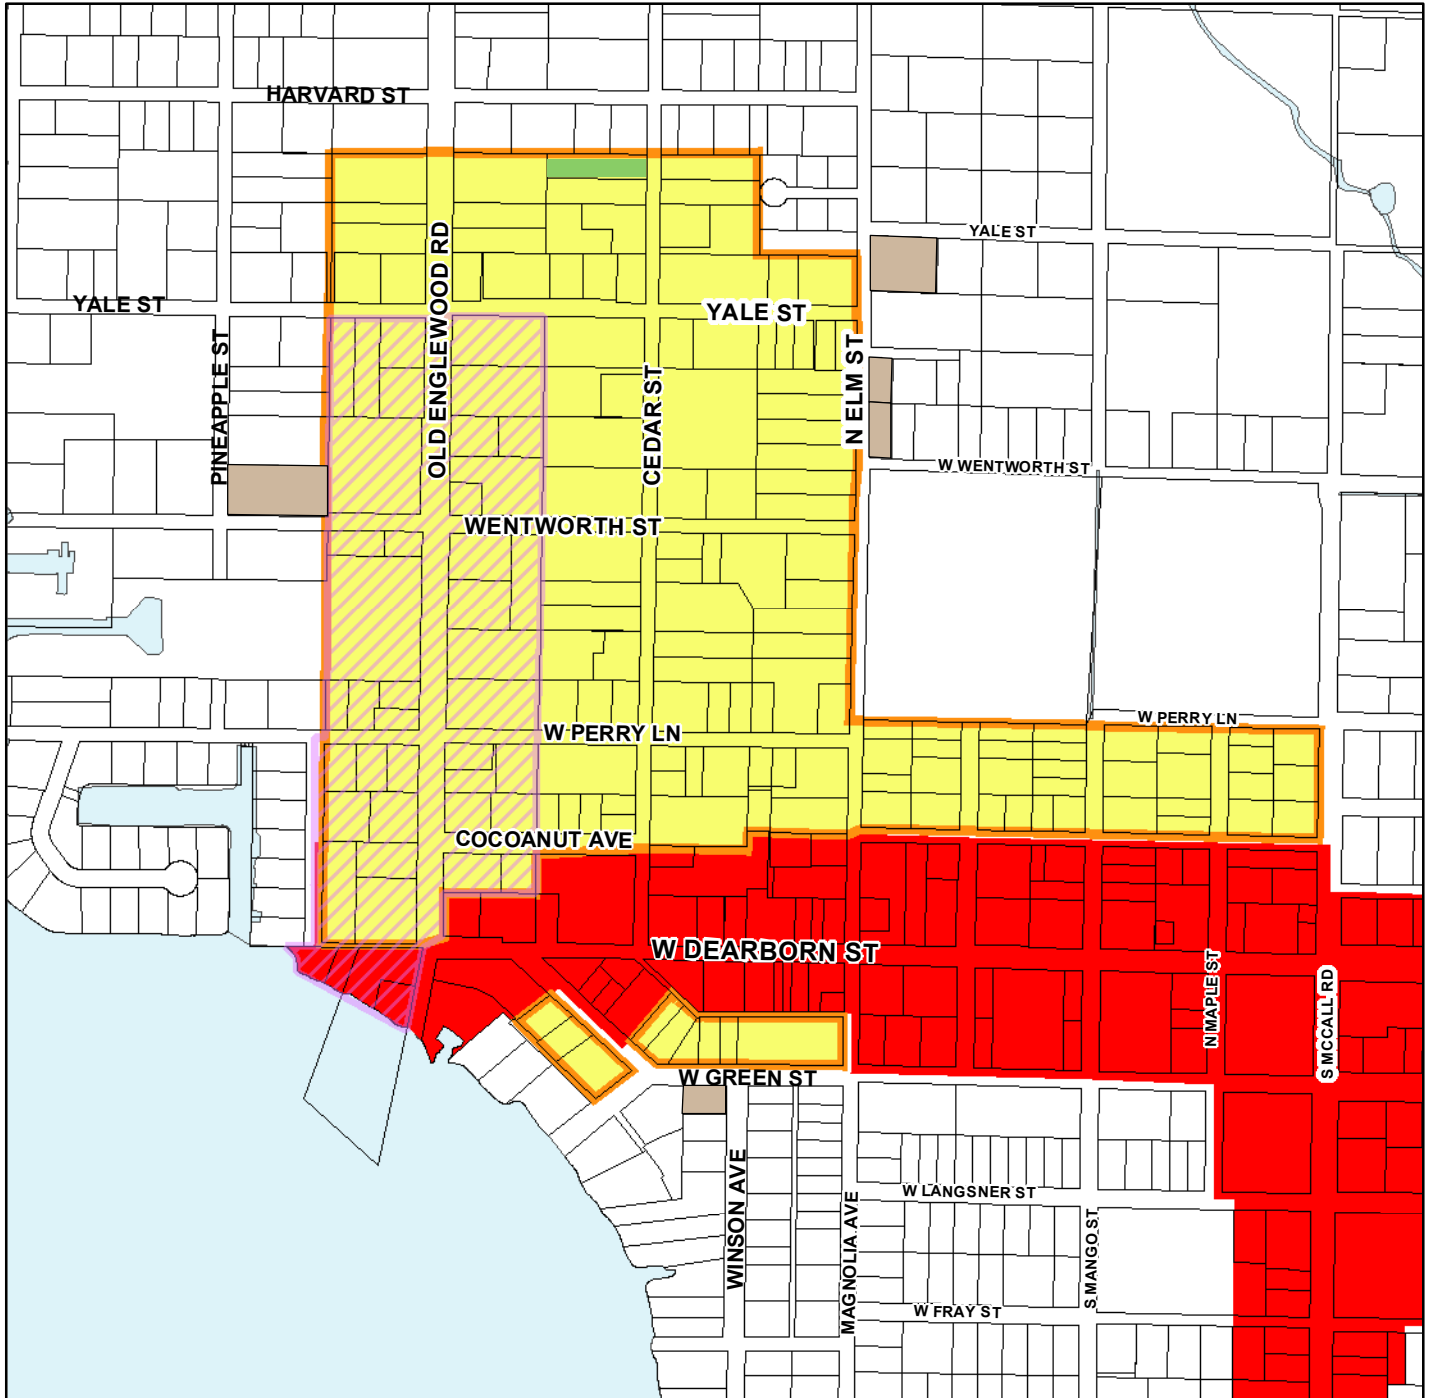 HARVARD ST
YALE ST
OLD ENGLEWOOD RD
YALE ST
YALE ST
PINEAPPLE ST
CEDAR ST
N ELM ST
W WENTWORTH ST
WENTWORTH ST
W PERRY LN
W PERRY LN
COCOANUT AVE
W DEARBORN ST
N MAPLE ST
S MCCALL RD
W GREEN ST
WINSON AVE
MAGNOLIA AVE
W LANGSNER ST
S MANGO ST
W FRAY ST